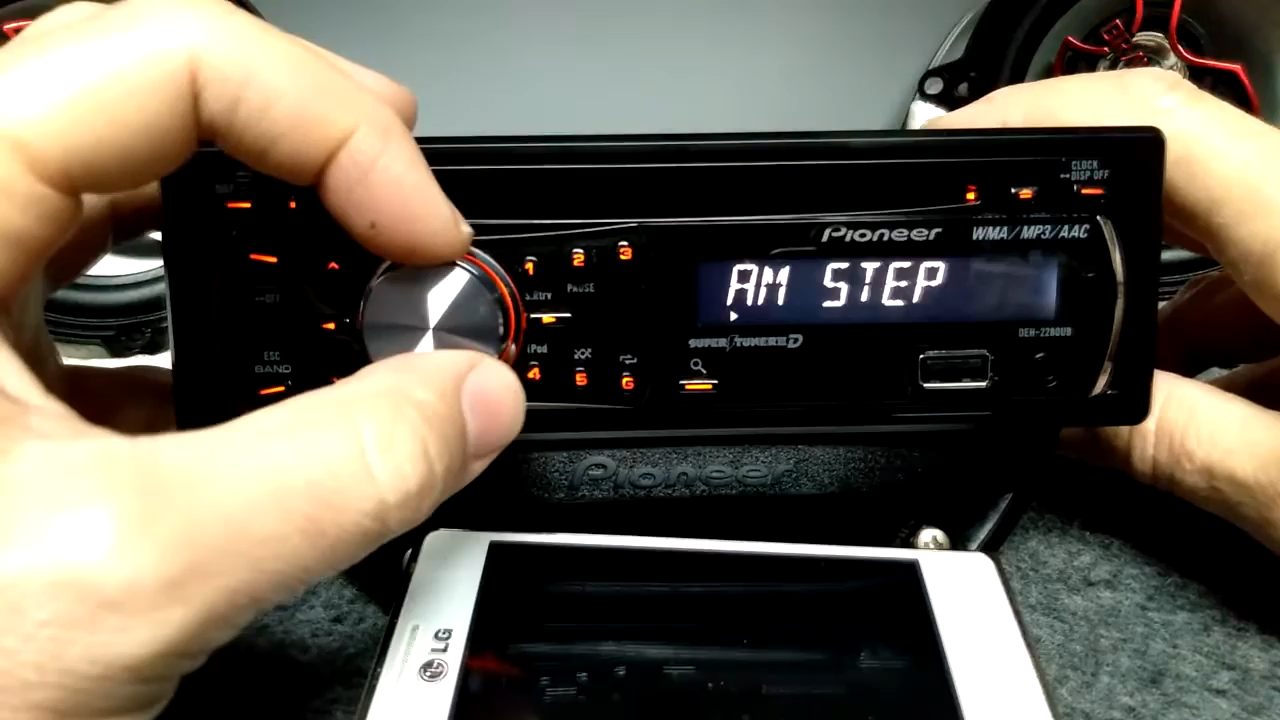 CLOCK
DISP OFF
Pioneer
WMA/MP3/AAC
1
2
3
S.Rtrv
PAUSE
AM STEP
OFF
DEH-2280UB
SUPER TUNER III D
iPod
ESC
BAND
4
5
6
Pioneer
LG